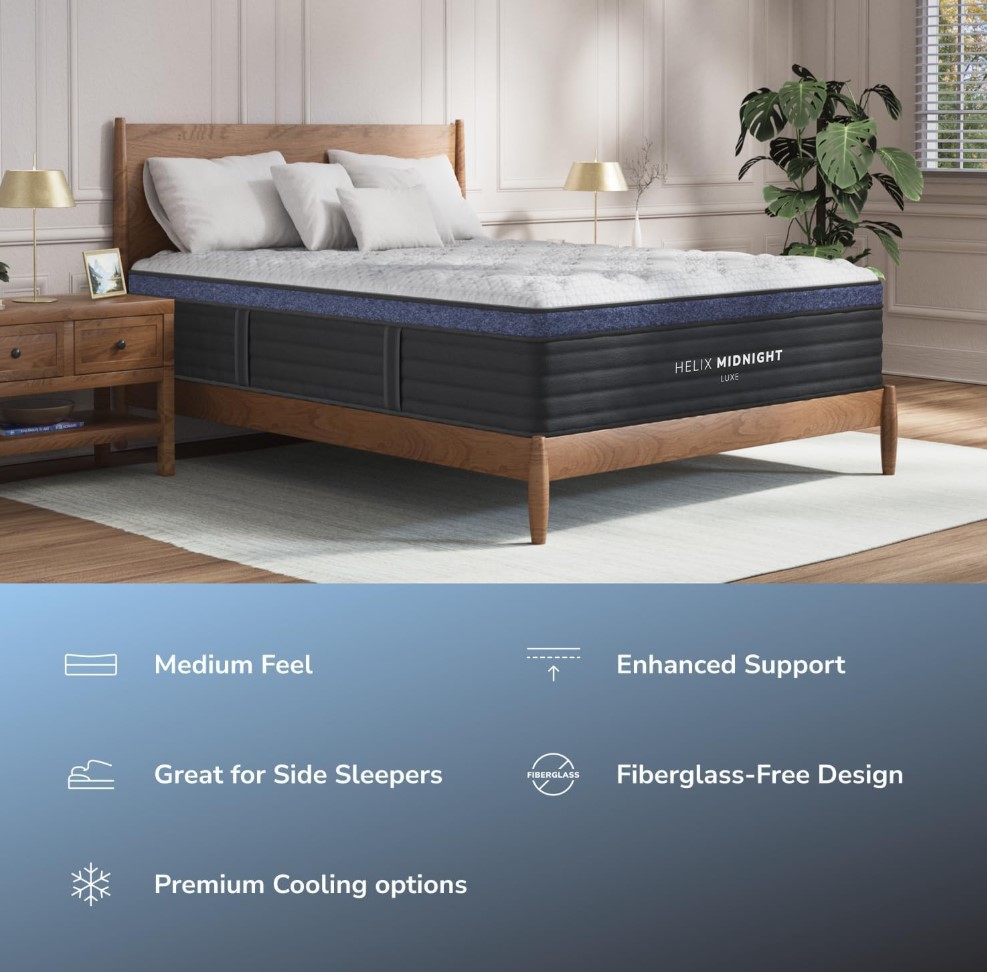 HELIX MIDNIGHT
LUXE
Medium Feel
Enhanced Support
Great for Side Sleepers
FIBERGLASS
Fiberglass-Free Design
Premium Cooling options